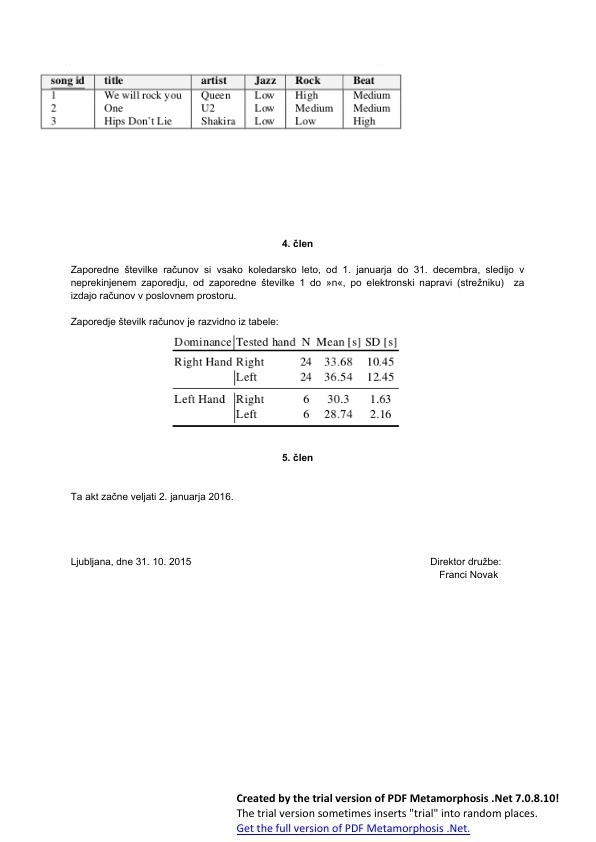 song id title artist Jazz Rock Beat
1 We will rock you Queen Low High Medium
2 One U2 Low Medium Medium
3 Hips Don't Lie Shakira Low Low High
4. člen
Zaporedne številke računov si vsako koledarsko leto, od 1. januarja do 31. decembra, sledijo v
neprekinjenem zaporedju, od zaporedne številke 1 do »n«, po elektronski napravi (strežniku) za
izdajo računov v poslovnem prostoru.
Zaporedje številk računov je razvidno iz tabele:
Dominance Tested hand N Mean [s] SD [s]
Right Hand Right 24 33.68 10.45
Left 24 36.54 12.45
Left Hand Right 6 30.3 1.63
Left 6 28.74 2.16
5. člen
Ta akt začne veljati 2. januarja 2016.
Ljubljana, dne 31. 10. 2015 Direktor družbe:
Franci Novak
Created by the trial version of PDF Metamorphosis .Net 7.0.8.10!
The trial version sometimes inserts "trial" into random places.
Get the full version of PDF Metamorphosis .Net.